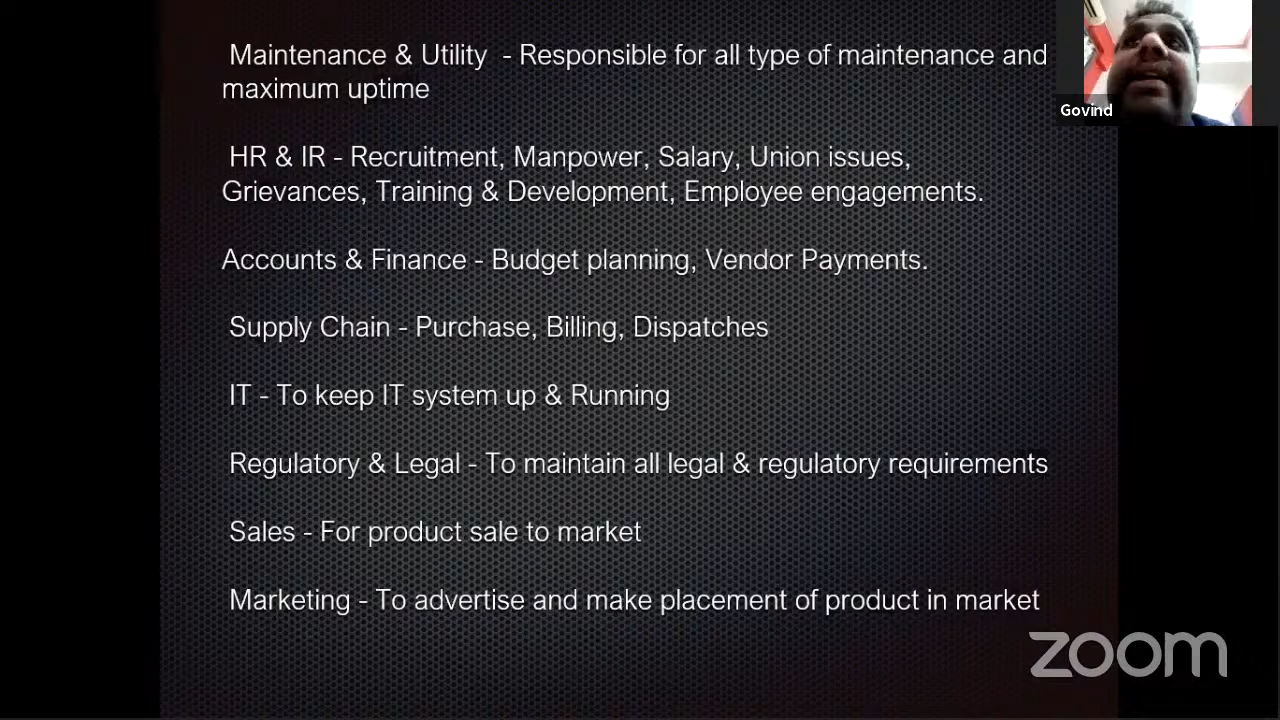 Maintenance & Utility - Responsible for all type of maintenance and
maximum uptime
Govind
HR & IR - Recruitment, Manpower, Salary, Union issues,
Grievances, Training & Development, Employee engagements.
Accounts & Finance - Budget planning, Vendor Payments.
Supply Chain - Purchase, Billing, Dispatches
IT - To keep IT system up & Running
Regulatory & Legal - To maintain all legal & regulatory requirements
Sales - For product sale to market
Marketing - To advertise and make placement of product in market
zoom